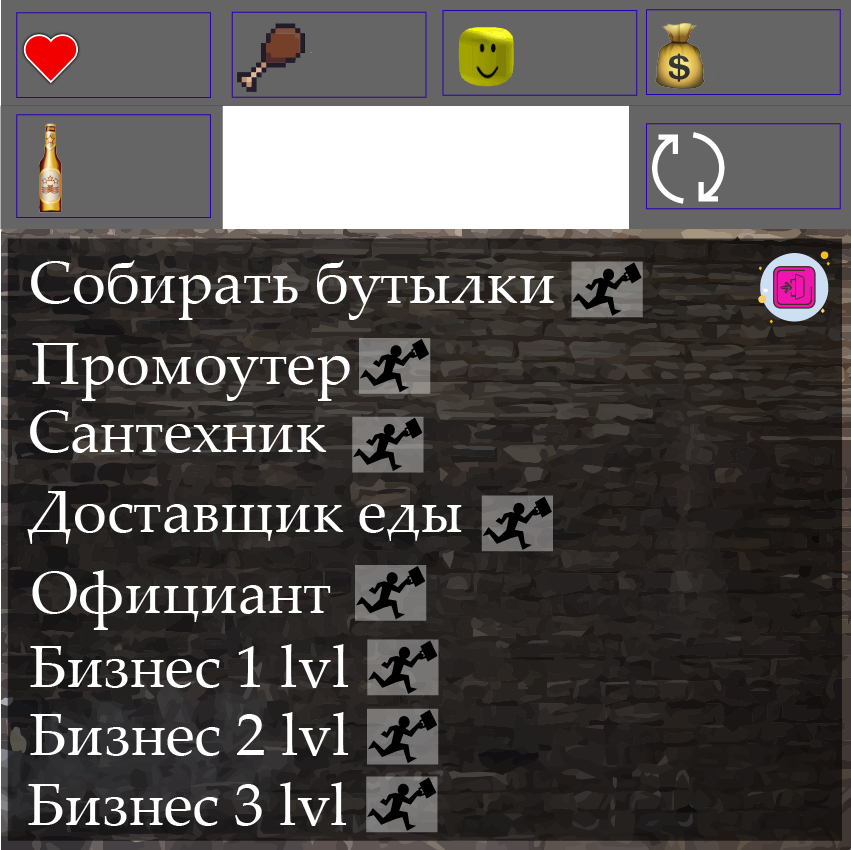 Собирать бутылки
Промоутер
Сантехник
Доставщик еды
Официант
Бизнес 1 lvl
Бизнес 2 lvl
Бизнес 3 lvl